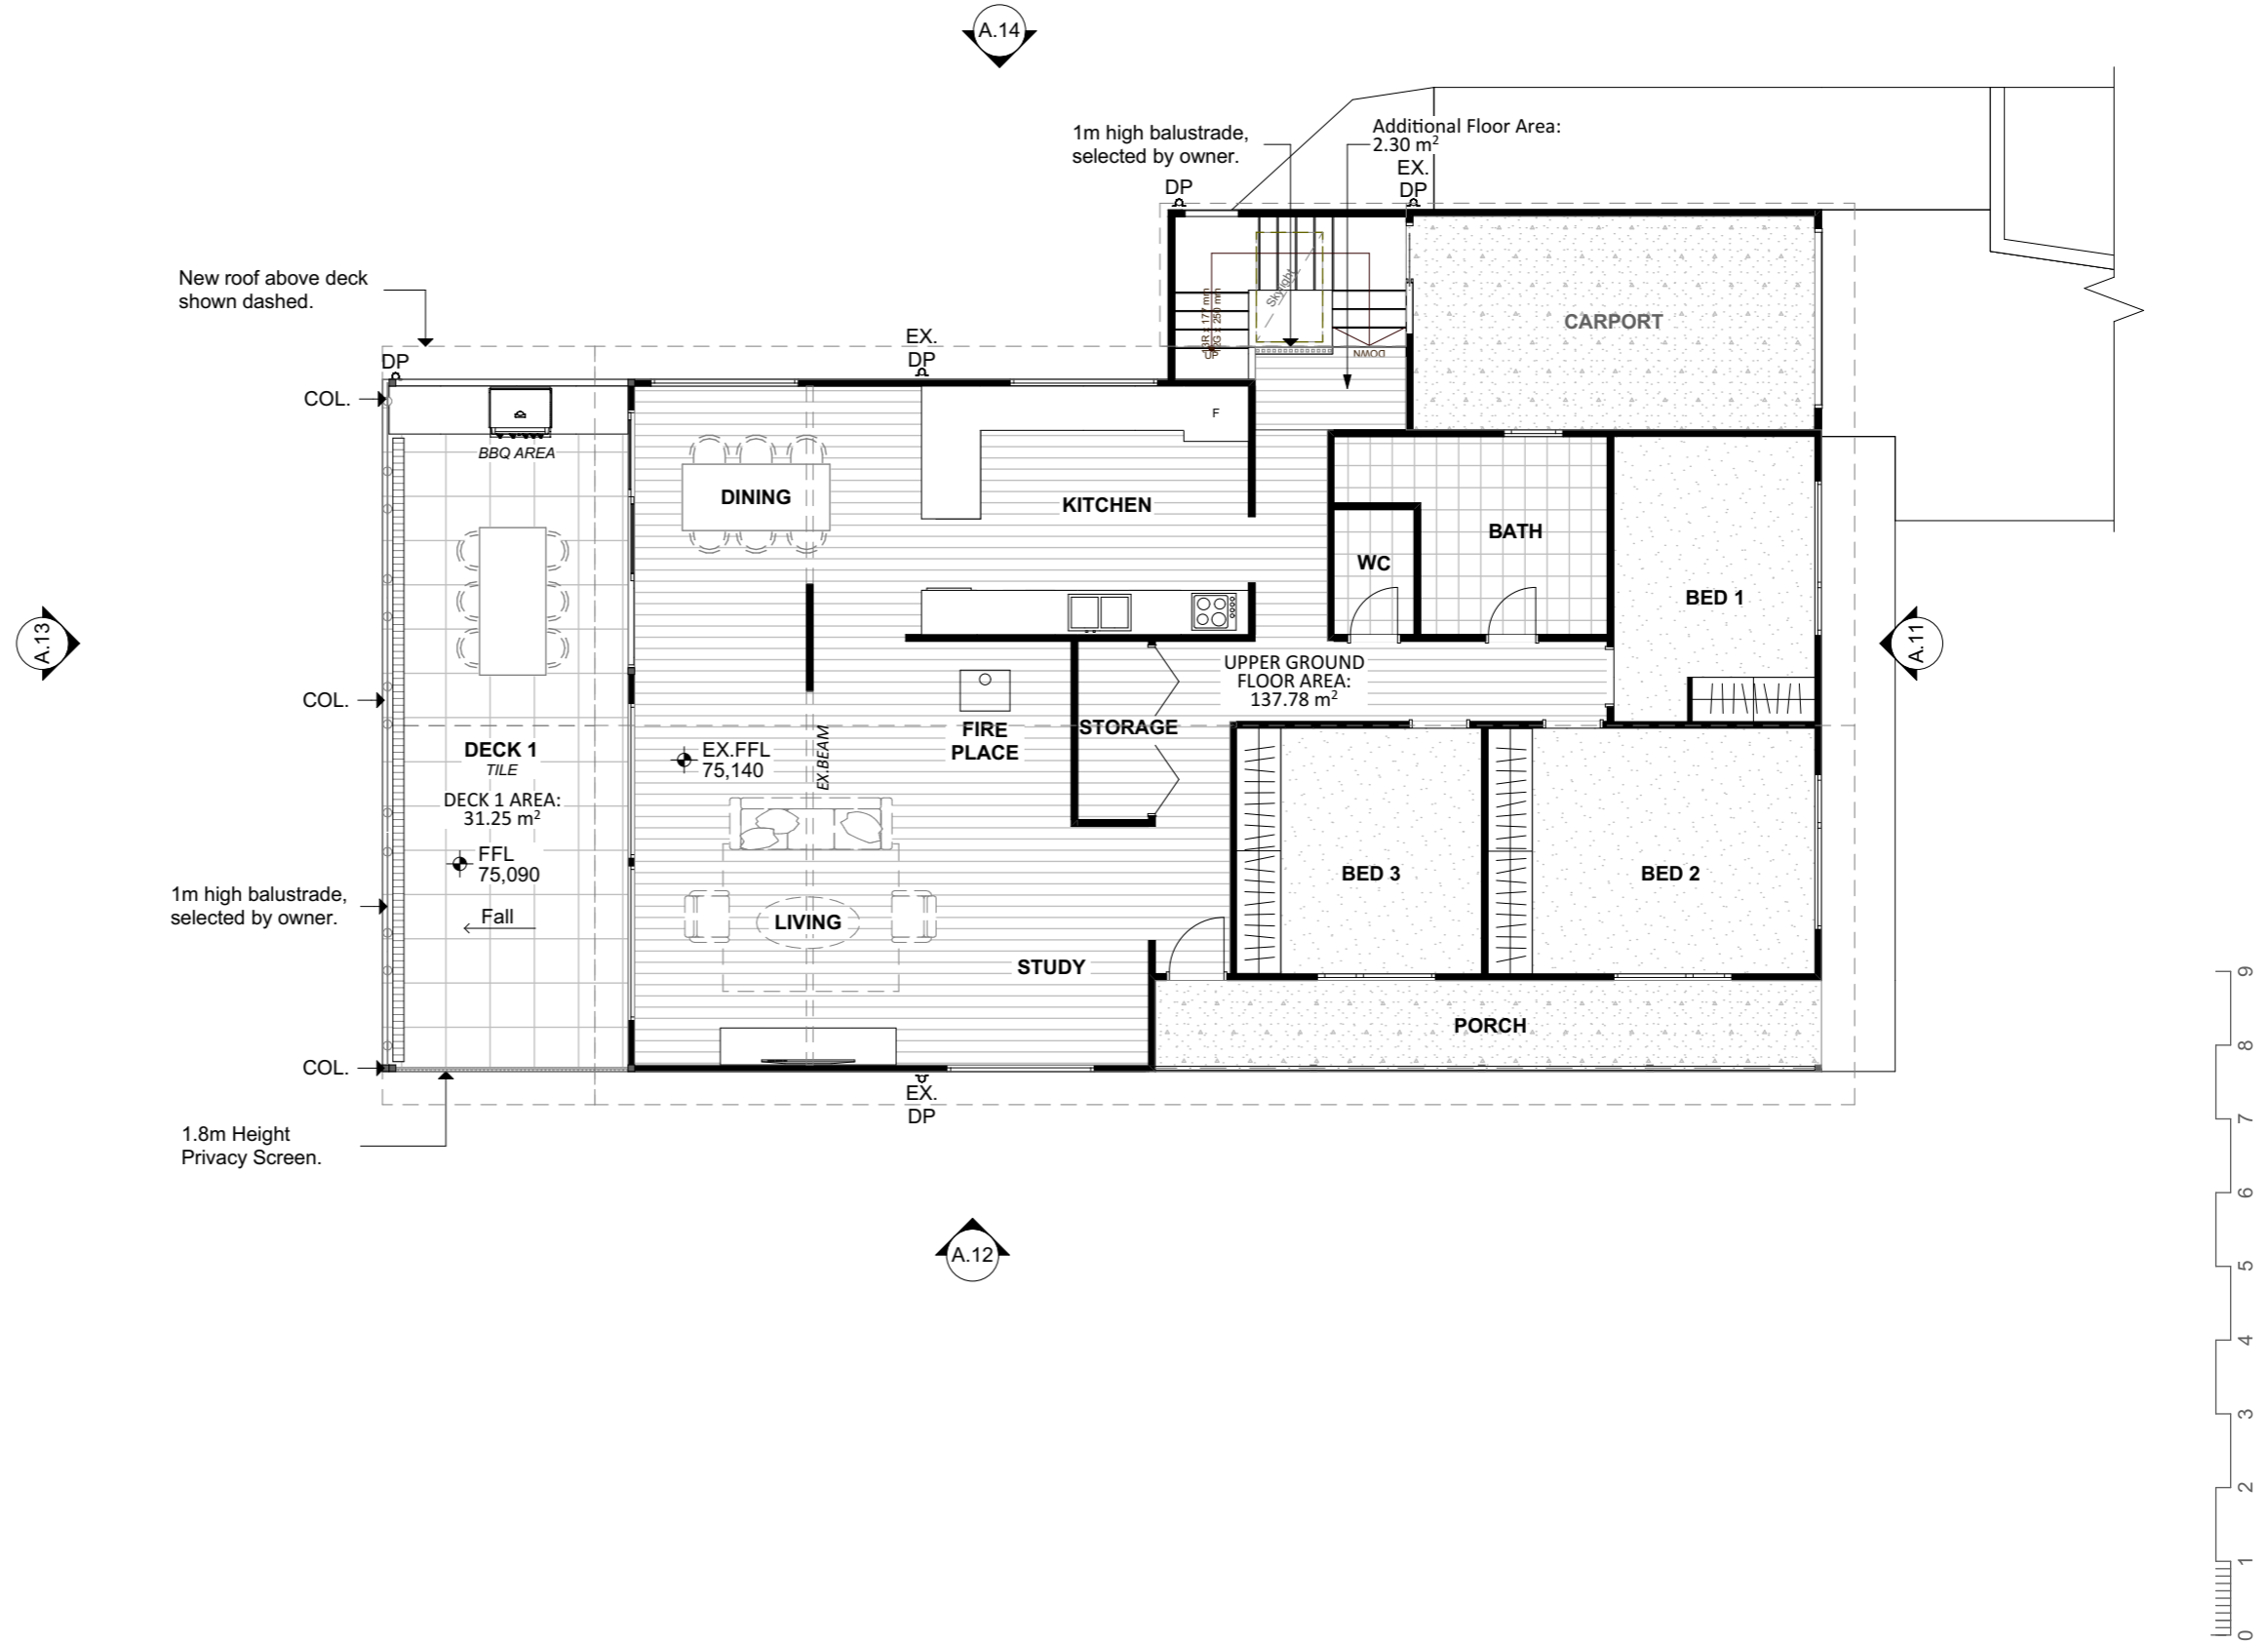 A.14
1m high balustrade,
selected by owner.
Additional Floor Area:
2.30 m²
EX.
DP
DP
New roof above deck
shown dashed.
Skylight
UP
DOWN
CARPORT
EX.
DP
DP
COL.
BBQ AREA
F
DINING
KITCHEN
BATH
WC
BED 1
A.13
A.11
UPPER GROUND
FLOOR AREA:
137.78 m²
COL.
DECK 1
TILE
DECK 1 AREA:
31.25 m²
EX.FFL
75,140
EX.BEAM
FIRE
PLACE
STORAGE
FFL
75,090
1m high balustrade,
selected by owner.
Fall
LIVING
STUDY
BED 3
BED 2
PORCH
COL.
EX.
DP
1.8m Height
Privacy Screen.
A.12
9
8
7
6
5
4
3
2
1
0